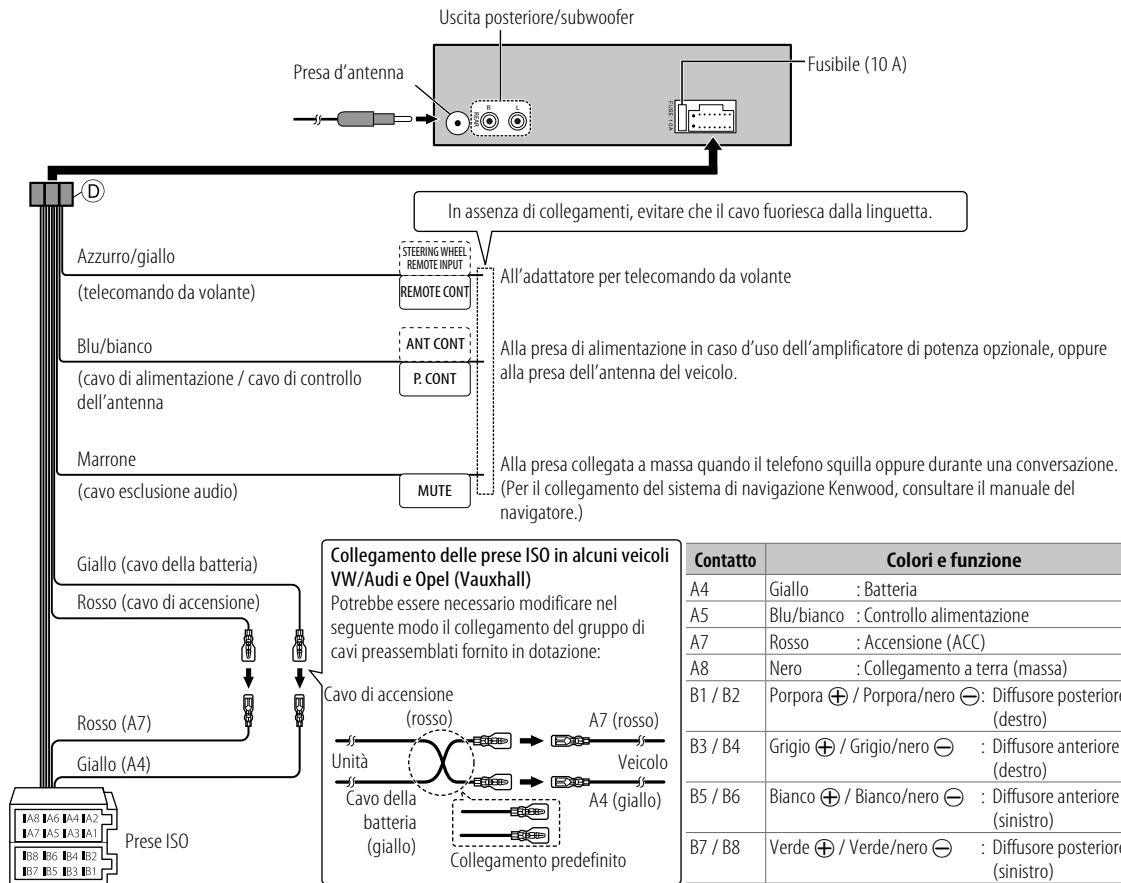 Uscita posteriore/subwoofer
Presa d'antenna
Fusibile (10 A)
R
L
REAR
FUSE 10A
D
In assenza di collegamenti, evitare che il cavo fuoriesca dalla linguetta.
Azzurro/giallo
(telecomando da volante)
STEERING WHEEL
REMOTE INPUT
REMOTE CONT
All'adattatore per telecomando da volante
Blu/bianco
(cavo di alimentazione / cavo di controllo
dell'antenna
ANT CONT
P. CONT
Alla presa di alimentazione in caso d'uso dell'amplificatore di potenza opzionale, oppure
alla presa dell'antenna del veicolo.
Marrone
(cavo esclusione audio)
MUTE
Alla presa collegata a massa quando il telefono squilla oppure durante una conversazione.
(Per il collegamento del sistema di navigazione Kenwood, consultare il manuale del
navigatore.)
Giallo (cavo della batteria)
Rosso (cavo di accensione)
Rosso (A7)
Giallo (A4)
A8 A6 A4 A2
A7 A5 A3 A1
B8 B6 B4 B2
B7 B5 B3 B1
Prese ISO
Collegamento delle prese ISO in alcuni veicoli
VW/Audi e Opel (Vauxhall)
Potrebbe essere necessario modificare nel
seguente modo il collegamento del gruppo di
cavi preassemblati fornito in dotazione:
Cavo di accensione
(rosso)
A7 (rosso)
Unità
Veicolo
Cavo della
batteria
(giallo)
A4 (giallo)
Collegamento predefinito
Contatto Colori e funzione
A4 Giallo : Batteria
A5 Blu/bianco : Controllo alimentazione
A7 Rosso : Accensione (ACC)
A8 Nero : Collegamento a terra (massa)
B1 / B2 Porpora ⊕ / Porpora/nero ⊖ : Diffusore posteriore
(destro)
B3 / B4 Grigio ⊕ / Grigio/nero ⊖ : Diffusore anteriore
(destro)
B5 / B6 Bianco ⊕ / Bianco/nero ⊖ : Diffusore anteriore
(sinistro)
B7 / B8 Verde ⊕ / Verde/nero ⊖ : Diffusore posteriore
(sinistro)